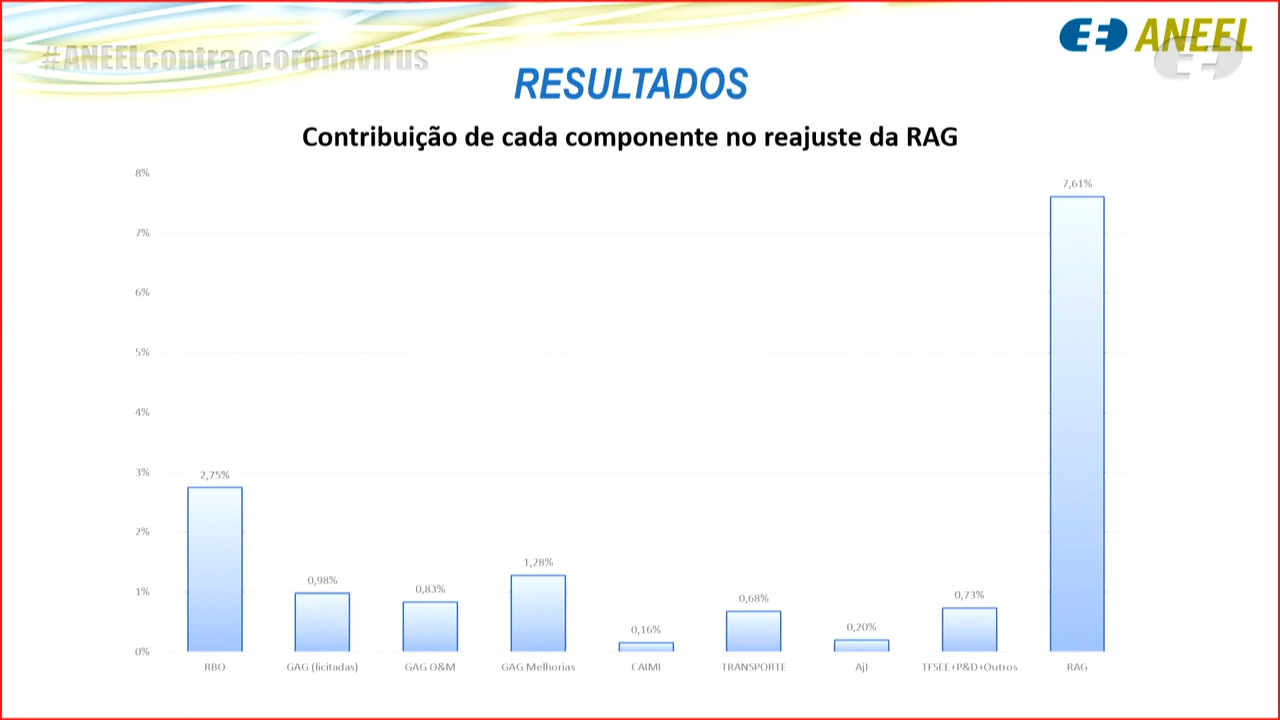 #ANEELcontraocoronavirus
ANEEL
RESULTADOS
Contribuição de cada componente no reajuste da RAG
8%
7%
6%
5%
4%
3%
2%
1%
0%
2,75%
0,98%
0,83%
1,28%
0,16%
0,68%
0,20%
0,73%
7,61%
RBO
GAG (licitadas)
GAG O&M
GAG Melhorias
CAIMI
TRANSPORTE
AjI
TFSEE+P&D+Outros
RAG